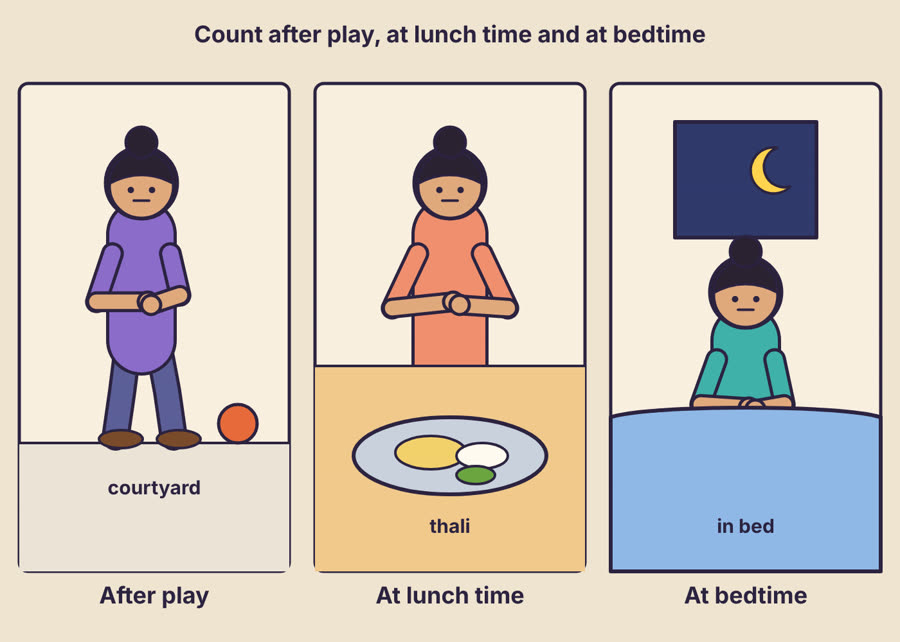 Count after play, at lunch time and at bedtime
courtyard
thali
in bed
After play
At lunch time
At bedtime